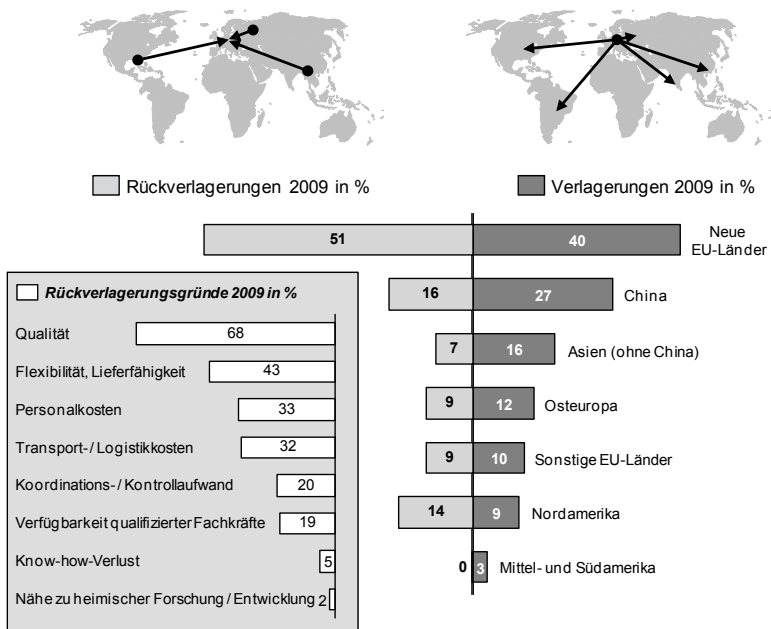 Rückverlagerungen 2009 in %
Verlagerungen 2009 in %
51
40
Neue
EU-Länder
16
27
China
7
16
Asien (ohne China)
9
12
Osteuropa
9
10
Sonstige EU-Länder
14
9
Nordamerika
0
3
Mittel- und Südamerika
Rückverlagerungsgründe 2009 in %
Qualität
68
Flexibilität, Lieferfähigkeit
43
Personalkosten
33
Transport-/ Logistikkosten
32
Koordinations-/ Kontrollaufwand
20
Verfügbarkeit qualifizierter Fachkräfte
19
Know-how-Verlust
5
Nähe zu heimischer Forschung / Entwicklung
2